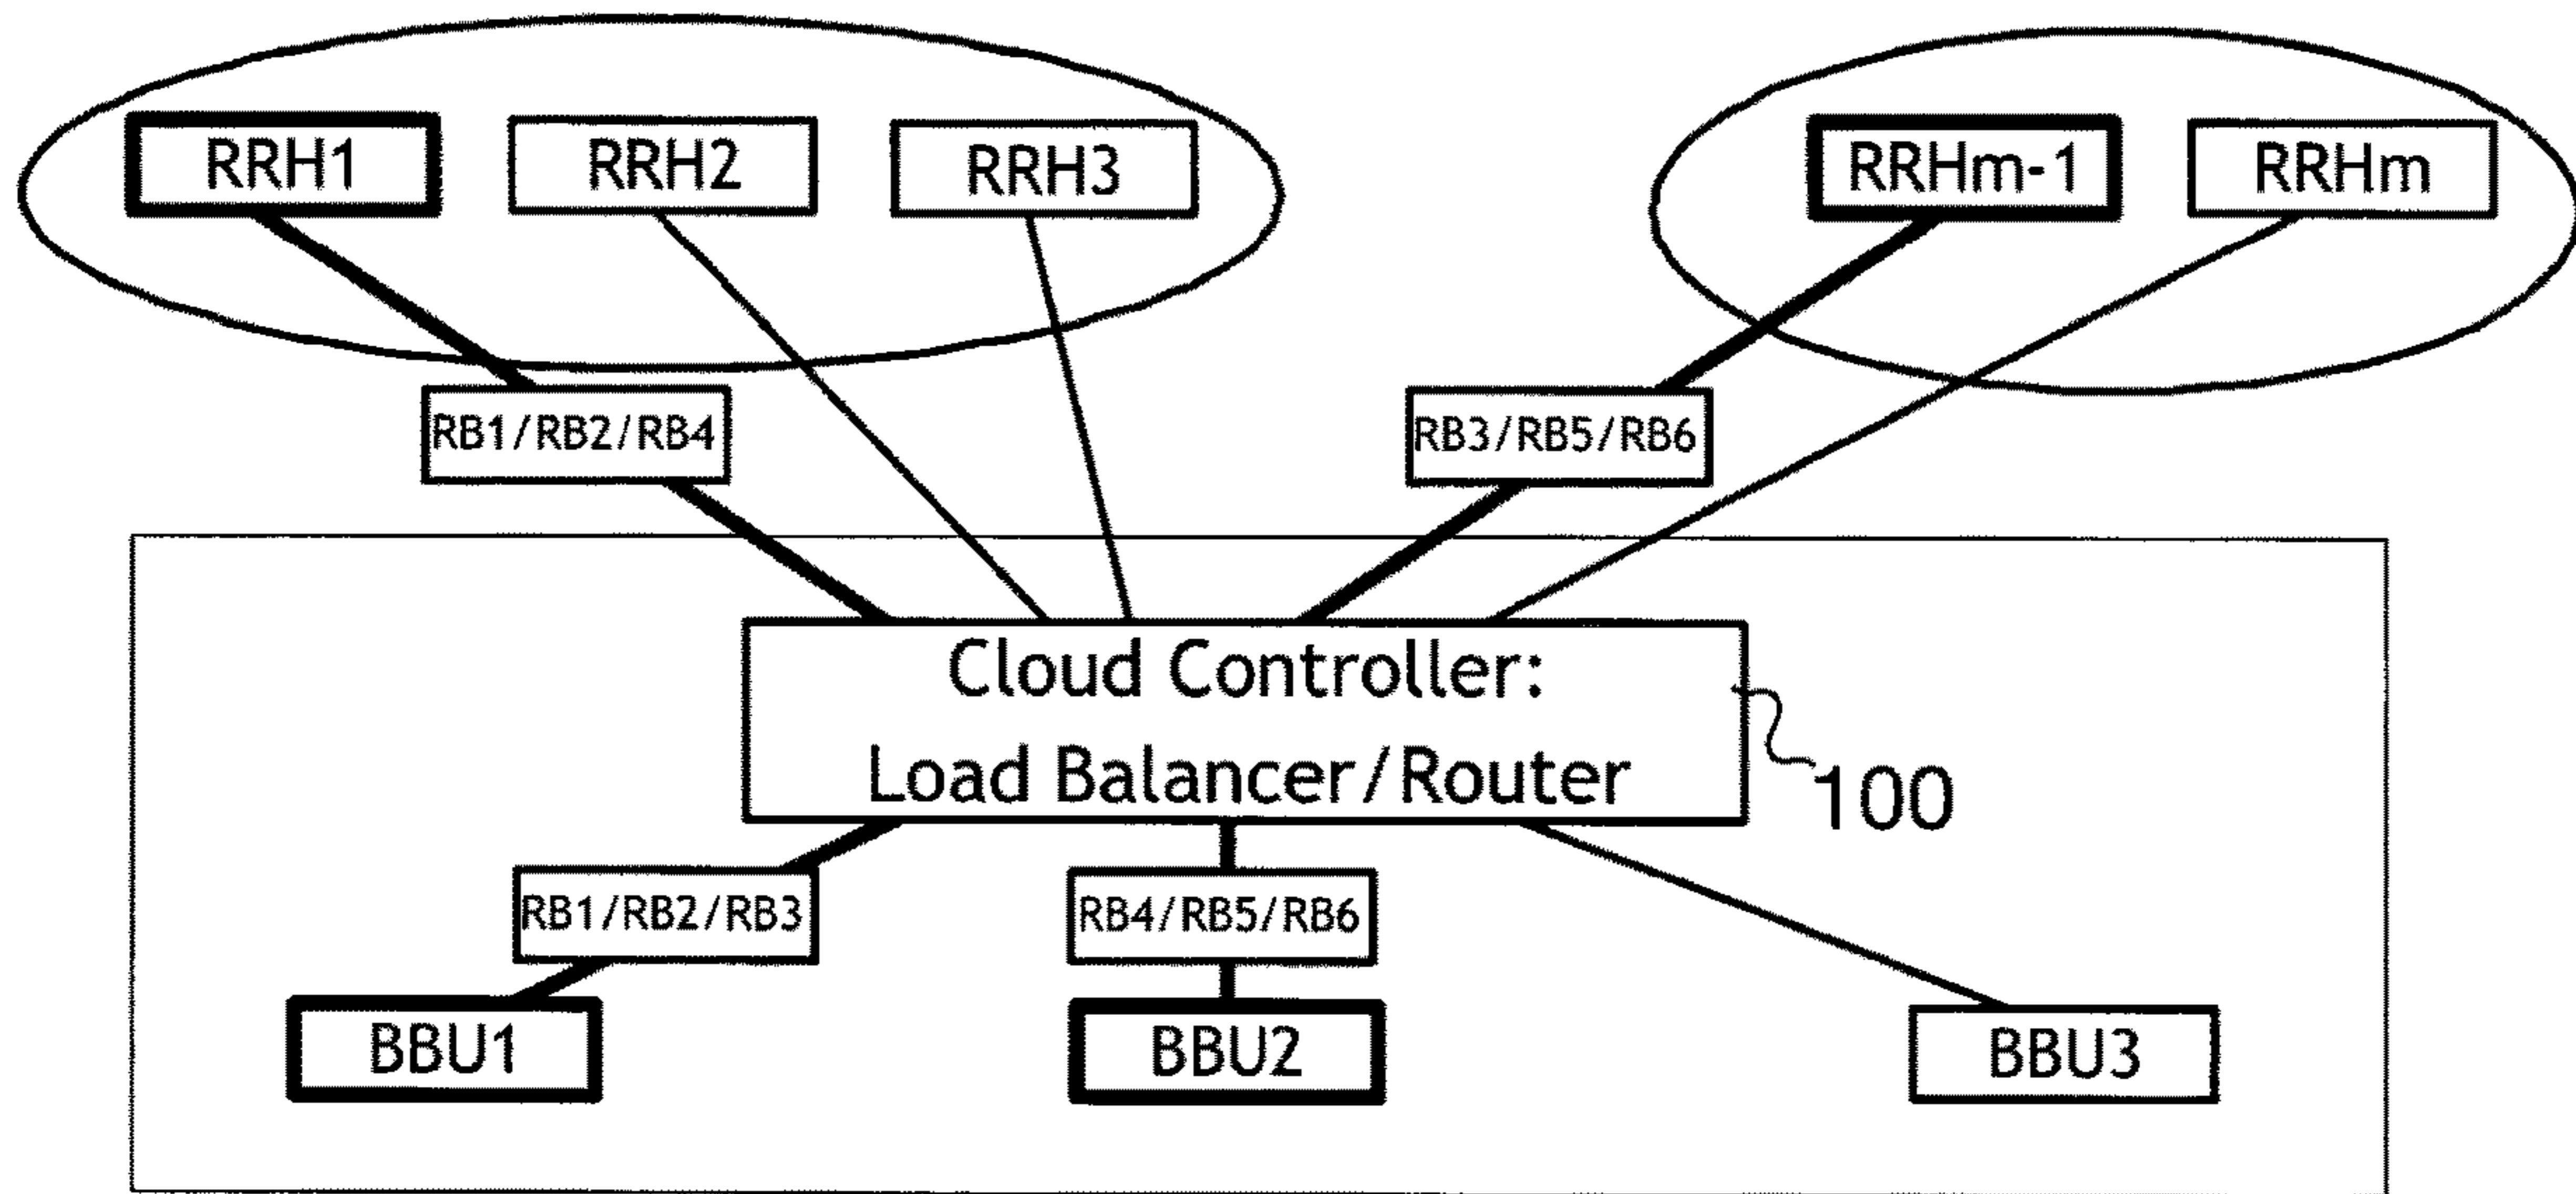 RRH1
RRH2
RRH3
RRHm-1
RRHm
RB1/RB2/RB4
RB3/RB5/RB6
Cloud Controller:
Load Balancer/Router
100
RB1/RB2/RB3
RB4/RB5/RB6
BBU1
BBU2
BBU3